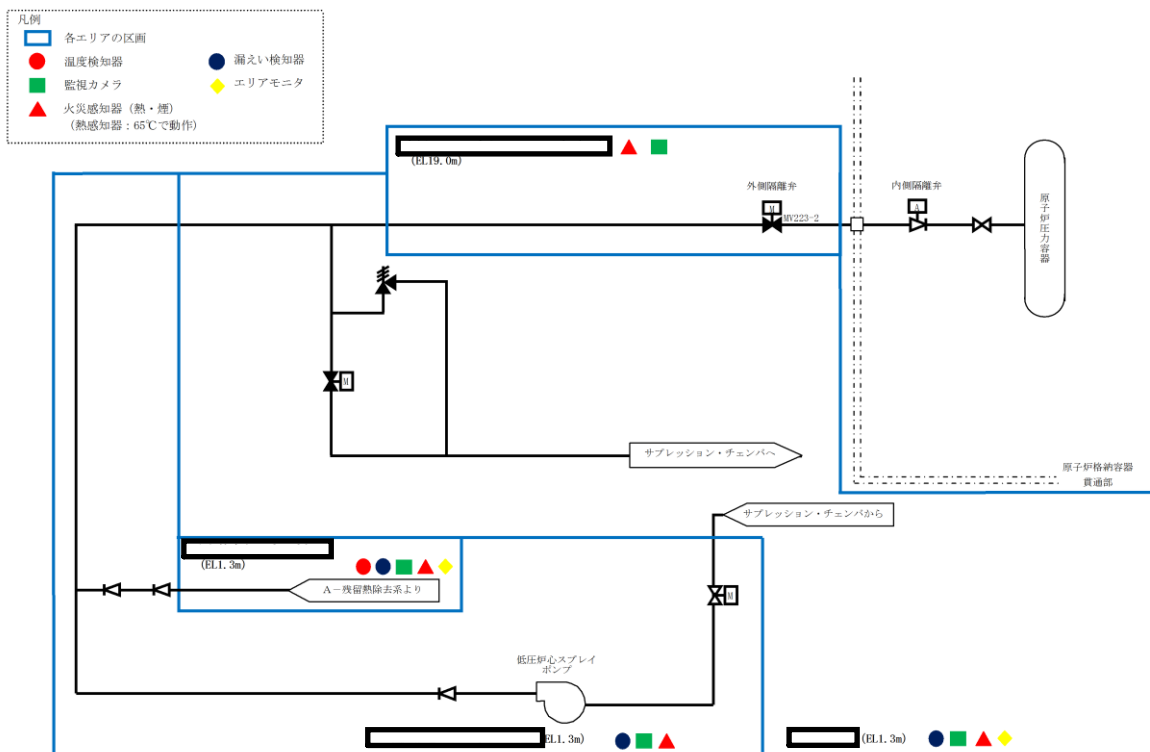 凡例
各エリアの区画
温度検知器
漏えい検知器
監視カメラ
エリアモニタ
火災感知器（熱・煙）
（熱感知器：65℃で動作）
(EL19.0m)
外側隔離弁
内側隔離弁
M
MV223-2
A
原子炉圧力容器
M
サプレッション・チェンバへ
原子炉格納容器
貫通部
サプレッション・チェンバから
(EL1.3m)
A－残留熱除去系より
M
低圧炉心スプレイ
ポンプ
EL1.3m)
(EL1.3m)